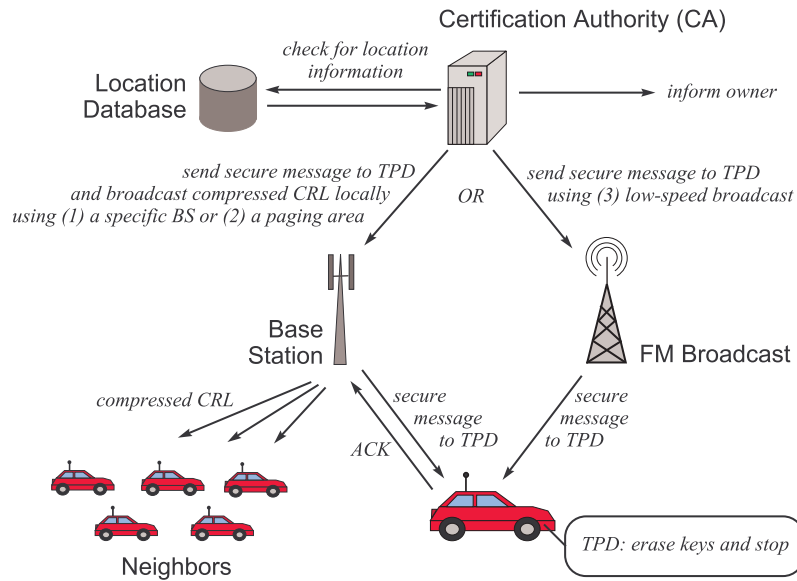 Certification Authority (CA)
check for location
information
Location
Database
inform owner
send secure message to TPD
and broadcast compressed CRL locally
using (1) a specific BS or (2) a paging area
OR
send secure message to TPD
using (3) low-speed broadcast
Base
Station
FM Broadcast
compressed CRL
secure
message
to TPD
ACK
secure
message
to TPD
Neighbors
TPD: erase keys and stop